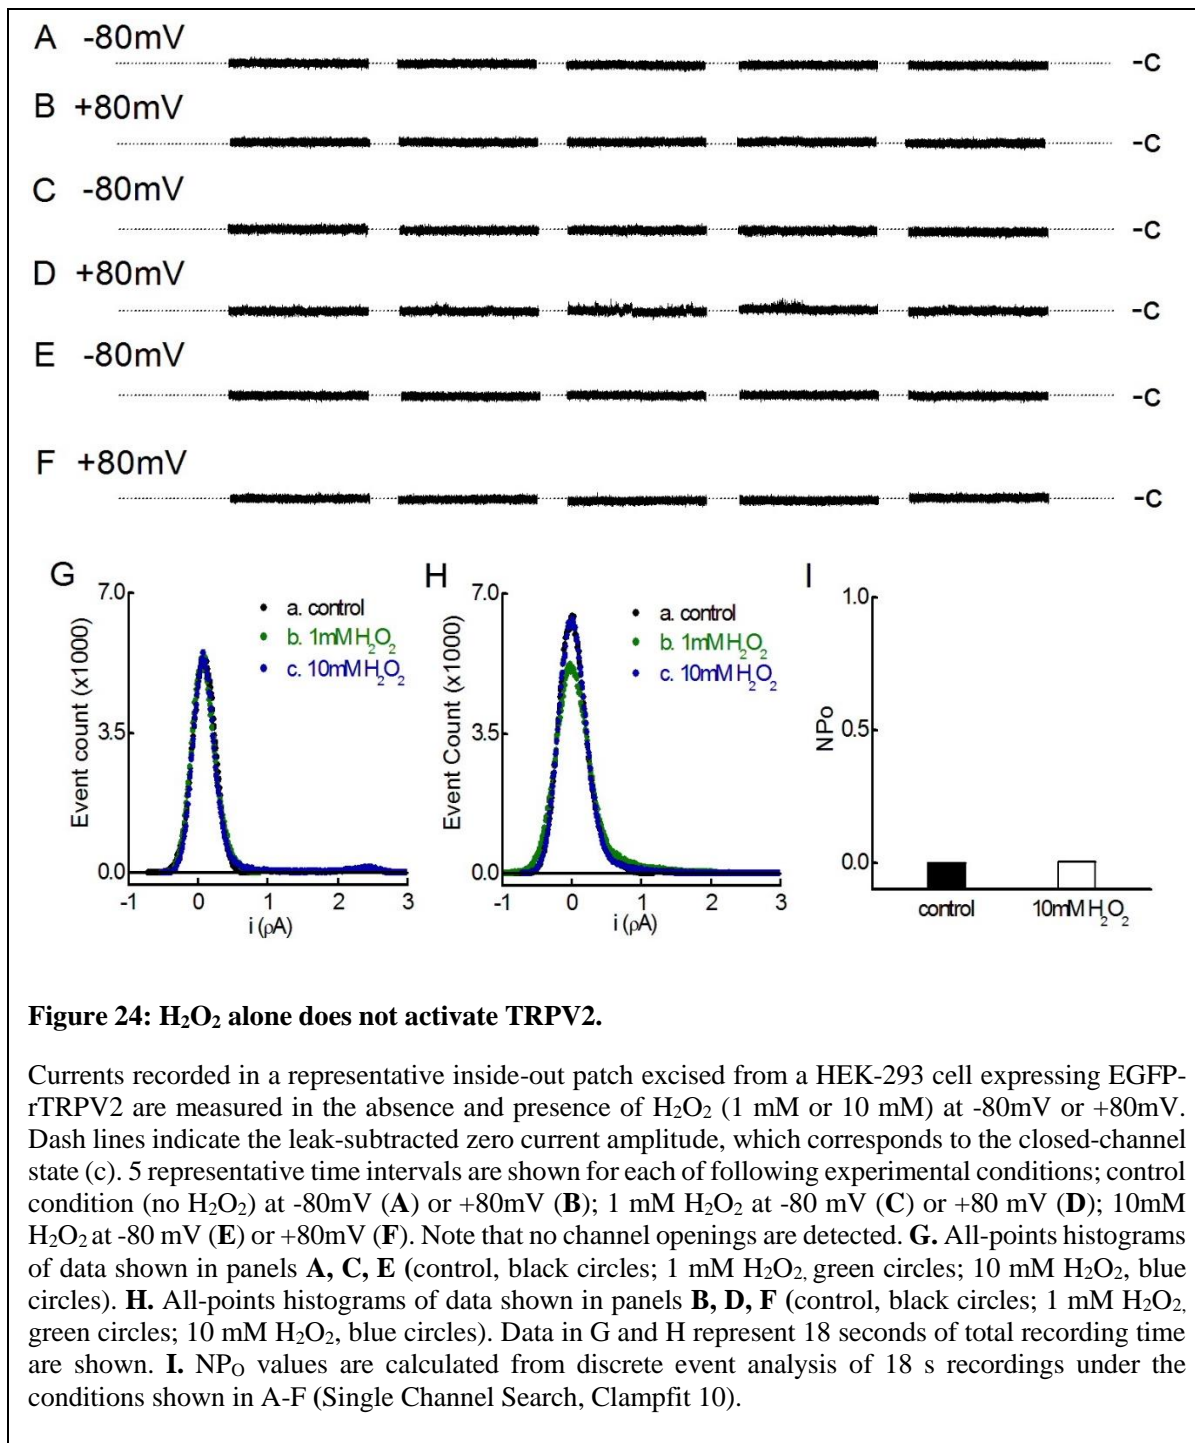 A -80mV
-c
B +80mV
-c
C -80mV
-c
D +80mV
-c
E -80mV
-c
F +80mV
-c
G
7.0
3.5
0.0
Event count (x1000)
a. control
b. 1mM H₂O₂
c. 10mM H₂O₂
-1 0 1 2 3
i (ρA)
H
7.0
3.5
0.0
Event Count (x1000)
a. control
b. 1mM H₂O₂
c. 10mM H₂O₂
-1 0 1 2 3
i (ρA)
I
1.0
0.5
0.0
NPo
control 10mM H₂O₂
Figure 24: H₂O₂ alone does not activate TRPV2.
Currents recorded in a representative inside-out patch excised from a HEK-293 cell expressing EGFP-
rTRPV2 are measured in the absence and presence of H₂O₂ (1 mM or 10 mM) at -80mV or +80mV.
Dash lines indicate the leak-subtracted zero current amplitude, which corresponds to the closed-channel
state (c). 5 representative time intervals are shown for each of following experimental conditions; control
condition (no H₂O₂) at -80mV (A) or +80mV (B); 1 mM H₂O₂ at -80 mV (C) or +80 mV (D); 10mM
H₂O₂ at -80 mV (E) or +80mV (F). Note that no channel openings are detected. G. All-points histograms
of data shown in panels A, C, E (control, black circles; 1 mM H₂O₂, green circles; 10 mM H₂O₂, blue
circles). H. All-points histograms of data shown in panels B, D, F (control, black circles; 1 mM H₂O₂,
green circles; 10 mM H₂O₂, blue circles). Data in G and H represent 18 seconds of total recording time
are shown. I. NPO values are calculated from discrete event analysis of 18 s recordings under the
conditions shown in A-F (Single Channel Search, Clampfit 10).